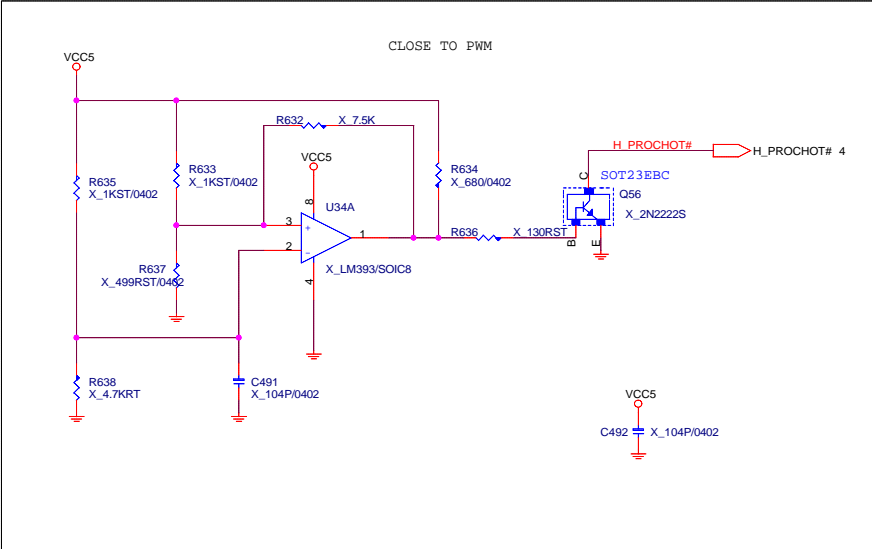 CLOSE TO PWM
VCC5
R632 X_7.5K
H_PROCHOT#
H_PROCHOT# 4
VCC5
R633
X_1KST/0402
R634
X_680/0402
R635
X_1KST/0402
C
SOT23EBC
Q56
X_2N2222S
8
U34A
3
+
2
-
1
R636 X_130RST
B
E
R637
X_499RST/0402
X_LM393/SOIC8
4
R638
X_4.7KRT
C491
X_104P/0402
VCC5
C492 X_104P/0402